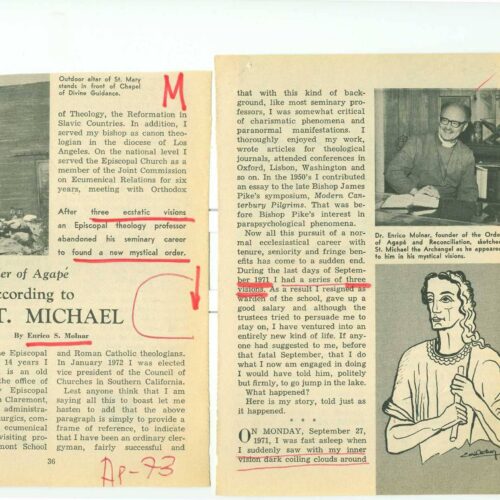 Outdoor alter of St. Mary
stands in front of Chapel
of Divine Guidance.
M
of Theology, the Reformation in
Slavic Countries. In addition, I
served my bishop as canon theo-
logian in the diocese of Los
Angeles. On the national level I
served the Episcopal Church as a
member of the Joint Commission
on Ecumenical Relations for six
years, meeting with Orthodox
After three ecstatic visions
an Episcopal theology professor
abandoned his seminary career
to found a new mystical order.
er of Agapé
ccording to
T. MICHAEL
By Enrico S. Molnar
e Episcopal
14 years I
is an old
the office of
y Episcopal
n Claremont,
administra-
urgics, com-
ecumenical
visiting pro-
mont School
and Roman Catholic theologians.
In January 1972 I was elected
vice president of the Council of
Churches in Southern California.
Lest anyone think that I am
saying all this to boast let me
hasten to add that the above
paragraph is simply to provide a
frame of reference, to indicate
that I have been an ordinary cler-
gyman, fairly successful and
36
Ap-73
that with this kind of back-
ground, like most seminary pro-
fessors, I was somewhat critical
of charismatic phenomena and
paranormal manifestations. I
thoroughly enjoyed my work,
wrote articles for theological
journals, attended conferences in
Oxford, Lisbon, Washington and
so on. In the 1950's I contributed
an essay to the late Bishop James
Pike's symposium, Modern Can-
terbury Pilgrims. That was be-
fore Bishop Pike's interest in
parapsychological phenomena.
Now all this pursuit of a nor-
mal ecclesiastical career with
tenure, seniority and fringe ben-
efits has come to a sudden end.
During the last days of Septem-
ber 1971 I had a series of three
visions. As a result I resigned as
warden of the school, gave up a
good salary and although the
trustees tried to persuade me to
stay on, I have ventured into an
entirely new kind of life. If any-
one had suggested to me, before
that fatal September, that I do
what I am now engaged in doing
I would have told him, politely
but firmly, to go jump in the lake.
What happened?
Here is my story, told just as
it happened.
* * *
ON MONDAY, September 27,
1971, I was fast asleep when
I suddenly saw with my inner
vision dark coiling clouds around
Dr. Enrico Molnar, founder of the Order
of Agapé and Reconciliation, sketched
St. Michael the Archangel as he appeared
to him in his mystical visions.